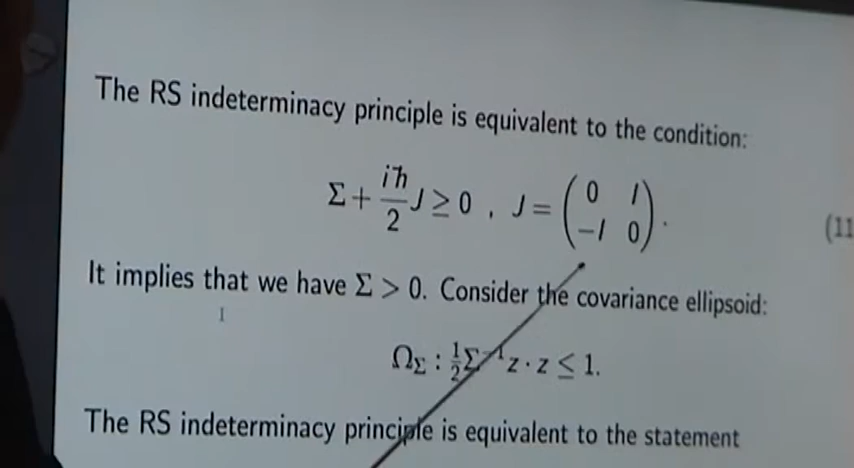 The RS indeterminacy principle is equivalent to the condition:
Σ + iħ/2 J ≥ 0 , J = ( 0 I
−I 0 ) .
(11
It implies that we have Σ > 0. Consider the covariance ellipsoid:
Ω_Σ : ½Σ⁻¹z · z ≤ 1.
The RS indeterminacy principle is equivalent to the statement